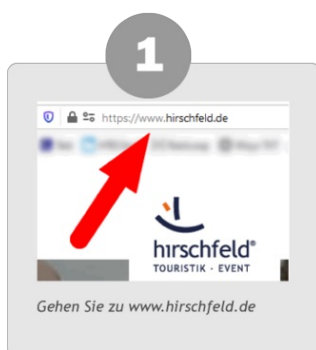 1
https://www.hirschfeld.de
hirschfeld®
TOURISTIK - EVENT
Gehen Sie zu www.hirschfeld.de